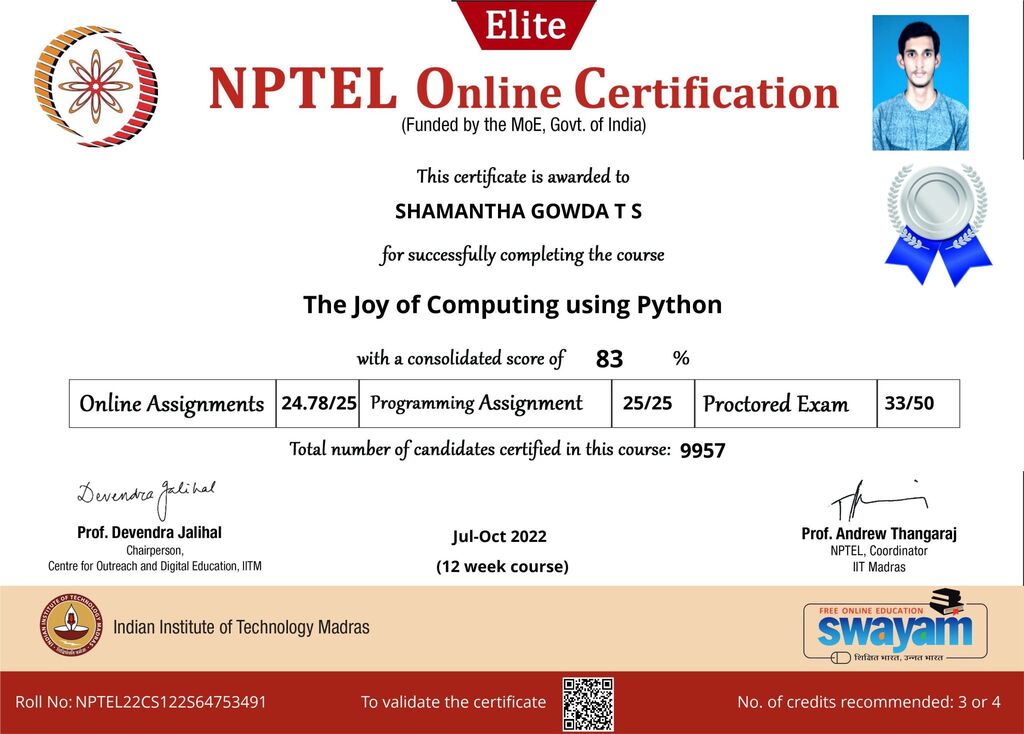 Elite
NPTEL Online Certification
(Funded by the MoE, Govt. of India)
This certificate is awarded to
SHAMANTHA GOWDA T S
for successfully completing the course
The Joy of Computing using Python
with a consolidated score of 83 %
Online Assignments 24.78/25 Programming Assignment 25/25 Proctored Exam 33/50
Total number of candidates certified in this course: 9957
Devendra Jalihal
Prof. Devendra Jalihal
Chairperson,
Centre for Outreach and Digital Education, IITM
Jul-Oct 2022
(12 week course)
Prof. Andrew Thangaraj
NPTEL, Coordinator
IIT Madras
INDIAN INSTITUTE OF TECHNOLOGY MADRAS
Indian Institute of Technology Madras
FREE ONLINE EDUCATION
swayam
शिक्षित भारत, उन्नत भारत
Roll No: NPTEL22CS122S64753491
To validate the certificate
No. of credits recommended: 3 or 4